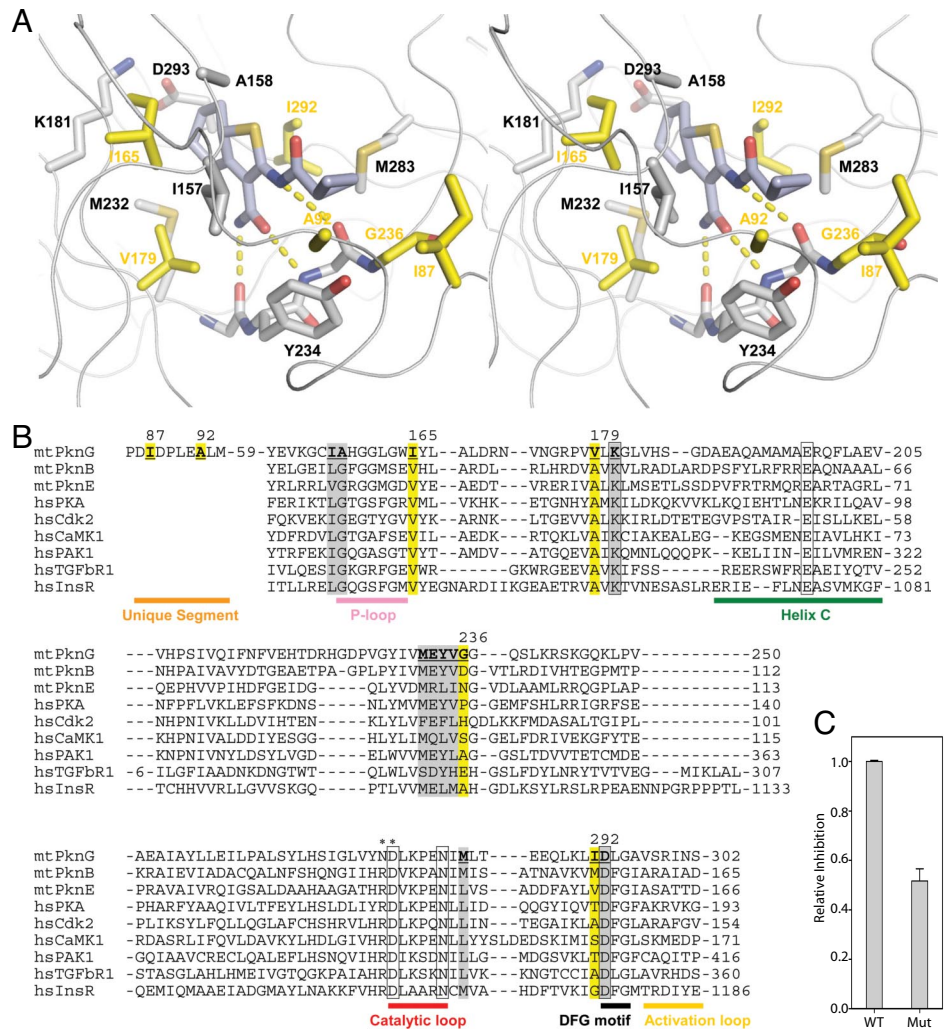 A
D293
A158
I292
K181
I165
M283
I157
M232
A92
G236
V179
I87
Y234
D293
A158
I292
K181
I165
M283
I157
M232
A92
G236
V179
I87
Y234
B
87 92 165 179
mtPknG PDIDPLEALM-59-YEVKGCIAHGGLGWIYL--ALDRN--VNGRPVVLKGLVHS--GDAEAQAMAMAERQFLAEV-205
mtPknB YELGEILGFGGMSEVHL--ARDLR--LHRDVAVKVLRADLARDPSFYLRFRREAQNAAAL-66
mtPknE YRLRRLVGRGGMGDVYE--AEDT--VRERIVALKLMSETLSSDPVFRTRMQREARTAGRL-71
hsPKA FERIKTLGTGSFGRVML--VKHK--ETGNHYAMKILDKQKVVKLKQIEHTLNEKRILQAV-98
hsCdk2 FQKVEKIGEGTYGVVYK--ARNK--LTGEVVALKKIRLDTETEGVPSTAIR-EISLLKEL-58
hsCaMK1 YDFRDVLGTGAFSEVIL--AEDK--RTQKLVAIKCIAKEALEG-KEGSMENEIAVLHKI-73
hsPAK1 YTRFEKIGQGASGTVYT--AMDV--ATGQEVAIKQMNLQQQPK--KELIINEILVMREN-322
hsTGFbR1 IVLQESIGKGRFGEVWR------GKWRGEEVAVKIFSS----REERSWFREAEIYQTV-252
hsInsR ITLLRELGQGSFGMVYEGNARDIIKGEAETRVAVKTVNESASLRERIE--FLNEASVMKGF-1081
Unique Segment P-loop Helix C
236
mtPknG ---VHPSIVQIFNFVEHTDRHGDPVGYIVMEYVGG--QSLKRSKGQKLPV-----------250
mtPknB ---NHPAIVAVYDTGEAETPA-GPLPYIVMEYVDG-VTLRDIVHTEGPMTP----------112
mtPknE ---QEPHVVPIHDFGEIDG-----QLYVDMRLING-VDLAAMLRRQGPLAP----------113
hsPKA ---NFPFLVKLEFSFKDNS-----NLYMVMEYVPG-GEMFSHLRRIGRFSE----------140
hsCdk2 ---NHPNIVKLLDVIHTEN-----KLYLVFEFLHQDLKKFMDASALTGIPL----------101
hsCaMK1 ---KHPNIVALDDIYESGG-----HLYLIMQLVSG-GELFDRIVEKGFYTE----------115
hsPAK1 ---KNPNIVNYLDSYLVGD-----ELWVVMEYLAG-GSLTDVVTETCMDE-----------363
hsTGFbR1 -6-ILGFIAADNKDNGTWT-----QLWLVSDYHEH-GSLFDYLNRYTVTVEG---MIKLAL-307
hsInsR ---TCHHVVRLLGVVSKGQ-----PTLVVMELMAH-GDLKSYLRSLRPEAENNPGRPPPTL-1133
** 292
mtPknG -AEAIAYLLEILPALSYLHSIGLVYNDLKPENIMLT---EEQLKLIDLGAVSRINS-302
mtPknB -KRAIEVIADACQALNFSHQNGIIHRDVKPANIMIS---ATNAVKVMDFGIARAIAD-165
mtPknE -PRAVAIVRQIGSALDAAHAAGATHRDVKPENILVS---ADDFAYLVDFGIASATTD-166
hsPKA -PHARFYAAQIVLTFEYLHSLDLIYRDLKPENLLID---QQGYIQVTDFGFAKRVKG-193
hsCdk2 -PLIKSYLFQLLQGLAFCHSHRVLHRDLKPQNLLIN---TEGAIKLADFGLARAFGV-154
hsCaMK1 -RDASRLIFQVLDAVKYLHDLGIVHRDLKPENLLYYSLDEDSKIMISDFGLSKMEDP-171
hsPAK1 -GQIAAVCRECLQALEFLHSNQVIHRDIKSDNILLG---MDGSVKLTDFGFCAQITP-416
hsTGFbR1 -STASGLAHLHMEIVGTQGKPAIAHRDLKSKNILVK---KNGTCCIADLGLAVRHDS-360
hsInsR -QEMIQMAAEIADGMAYLNAKKFVHRDLAARNCMVA--HDFTVKIGDFGMTRDIYE-1186
Catalytic loop DFG motif Activation loop
C
Relative Inhibition
1.0
0.8
0.6
0.4
0.2
0.0
WT Mut